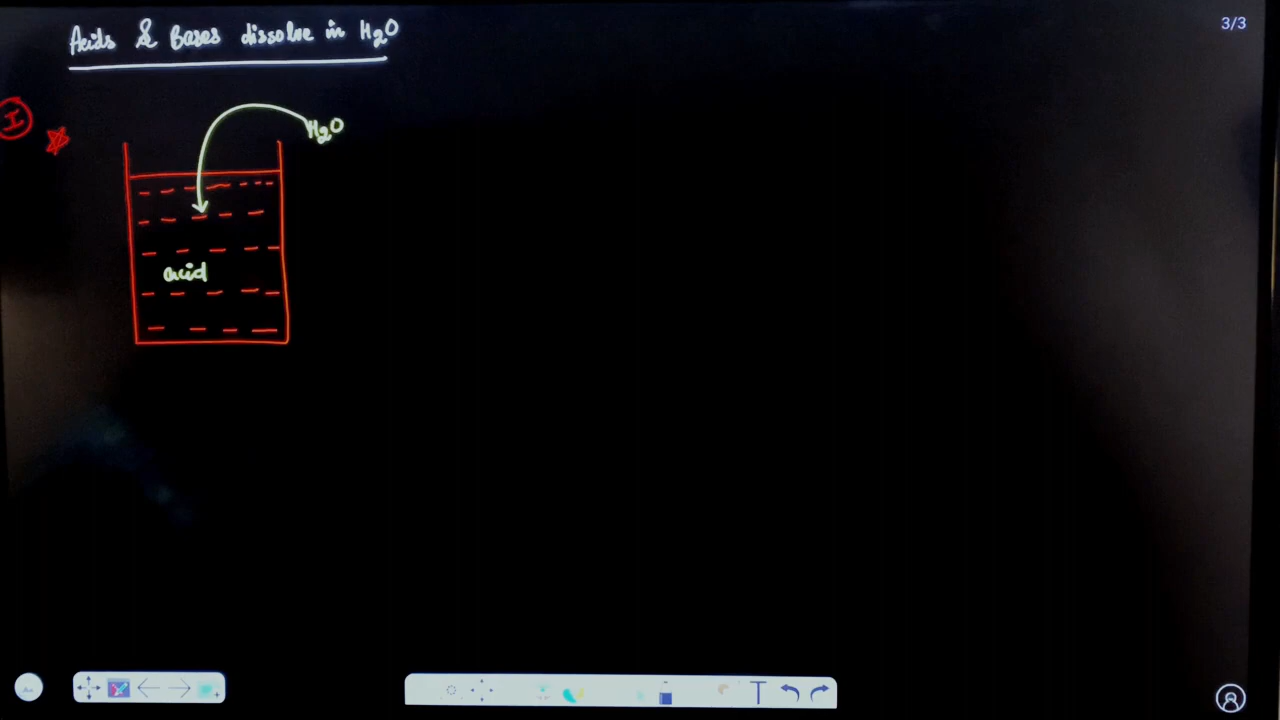 Acids & Bases dissolve in H₂O
3/3
I
H₂O
acid
T